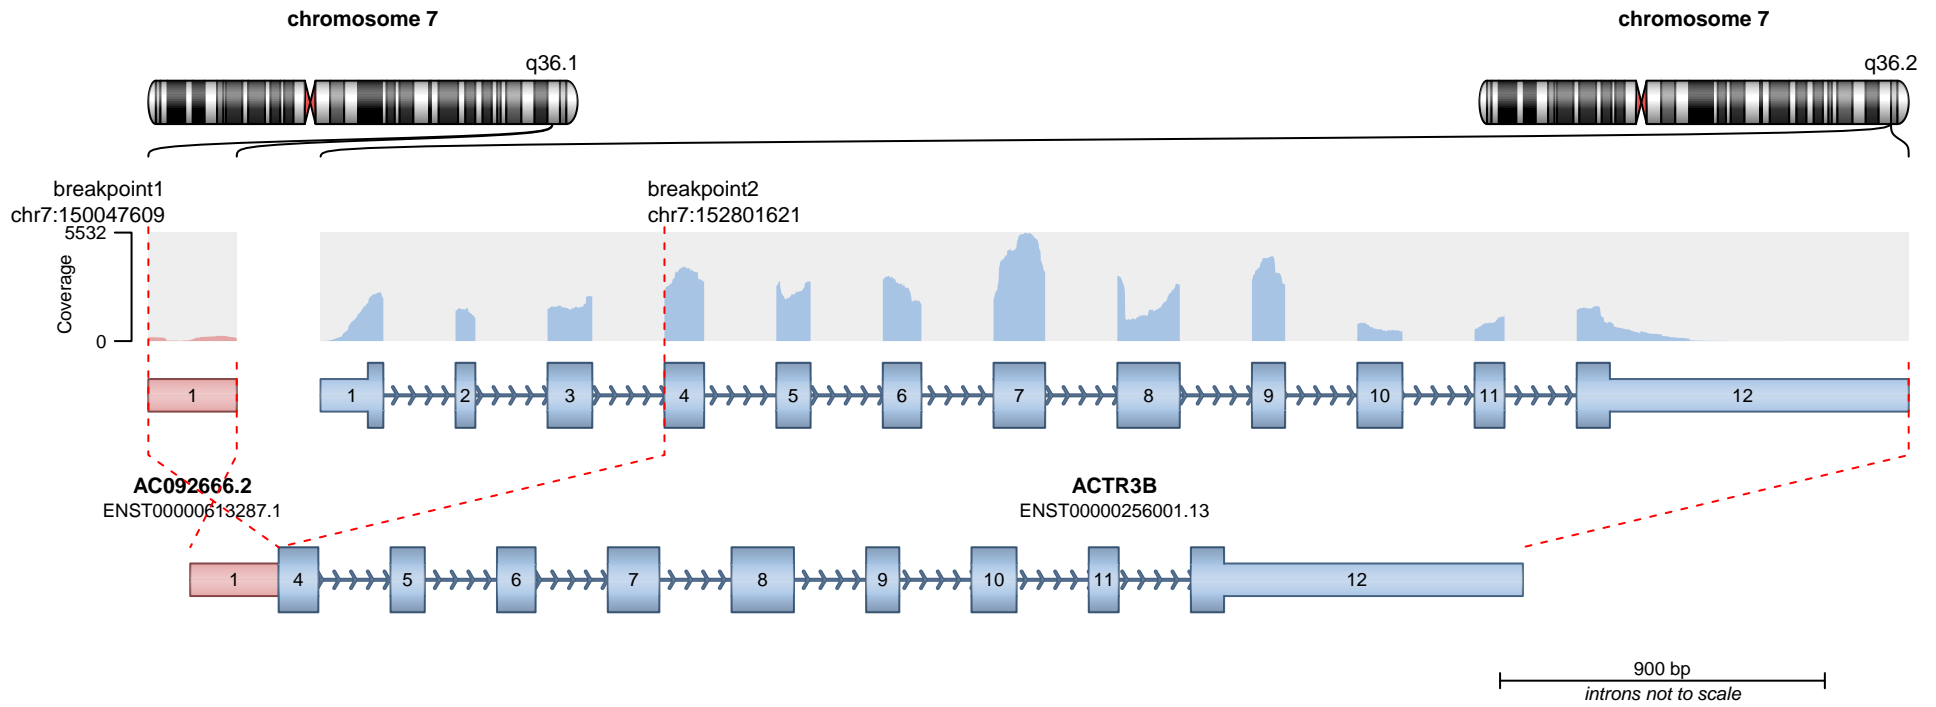 chromosome 7
chromosome 7
q36.1
q36.2
breakpoint1
chr7:150047609
breakpoint2
chr7:152801621
5532
Coverage
0
1
1
2
3
4
5
6
7
8
9
10
11
12
AC092666.2
ENST00000613287.1
ACTR3B
ENST00000256001.13
1
4
5
6
7
8
9
10
11
12
900 bp
introns not to scale